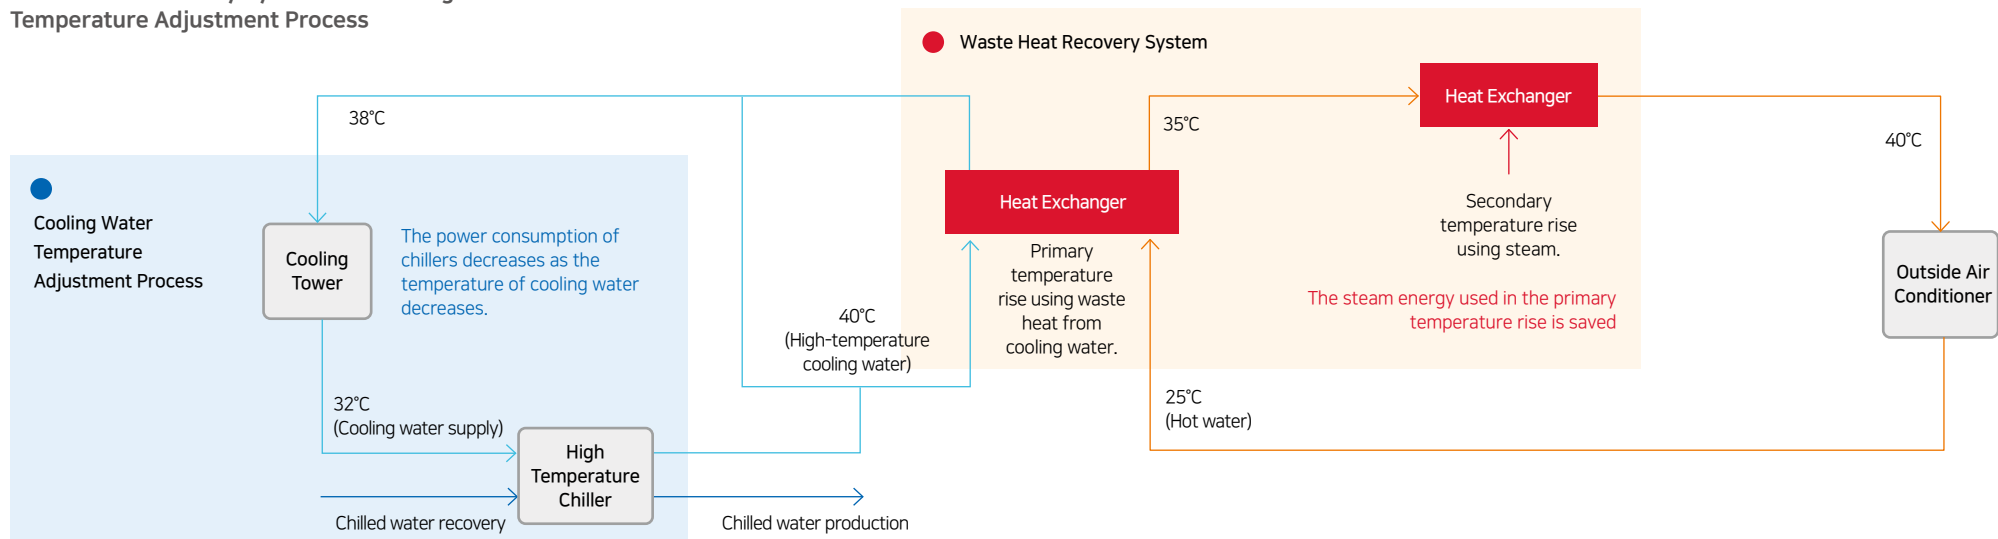 Temperature Adjustment Process
Waste Heat Recovery System
Heat Exchanger
38°C
35°C
40°C
Heat Exchanger
Secondary
temperature rise
using steam.
The steam energy used in the primary
temperature rise is saved
Primary
temperature
rise using waste
heat from
cooling water.
Outside Air
Conditioner
Cooling Water
Temperature
Adjustment Process
Cooling
Tower
The power consumption of
chillers decreases as the
temperature of cooling water
decreases.
40°C
(High-temperature
cooling water)
25°C
(Hot water)
32°C
(Cooling water supply)
High
Temperature
Chiller
Chilled water recovery
Chilled water production